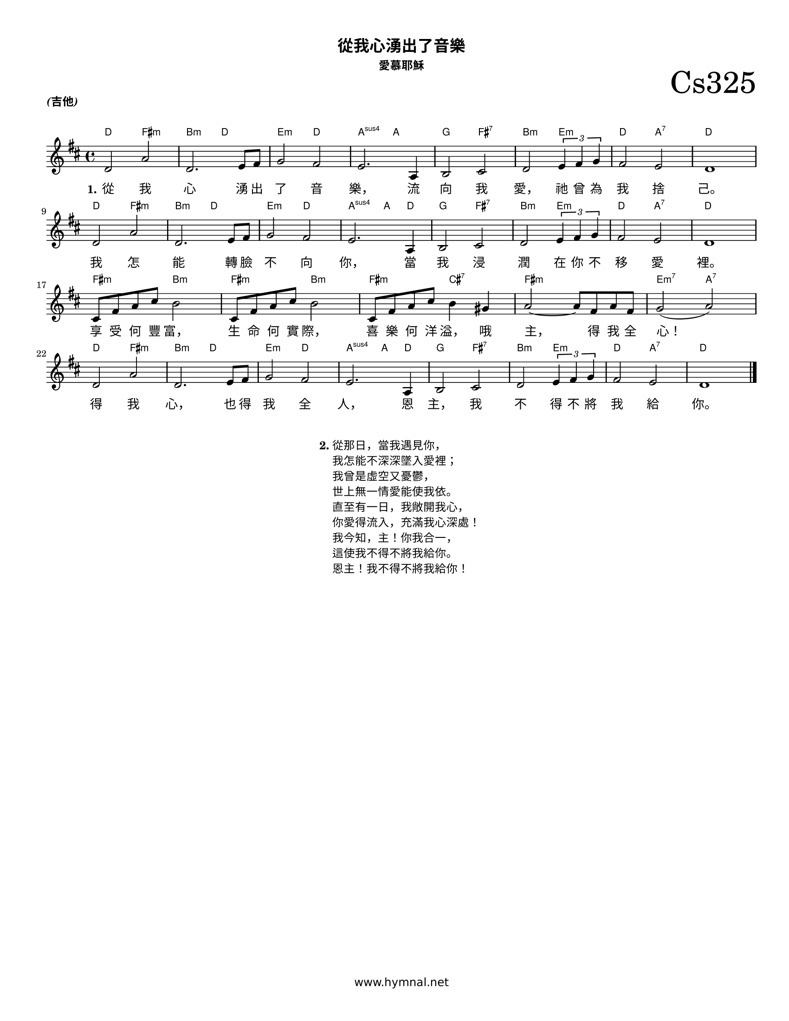 從我心湧出了音樂
愛慕耶穌
Cs325
(吉他)
D F♯m Bm D Em D Asus4 A G F♯7 Bm Em 3 D A7 D
1. 從 我 心 湧 出 了 音 樂， 流 向 我 愛， 祂 曾 為 我 捨 己。
9 D F♯m Bm D Em D Asus4 A D G F♯7 Bm Em 3 D A7 D
我 怎 能 轉 臉 不 向 你， 當 我 浸 潤 在 你 不 移 愛 裡。
17 F♯m Bm F♯m Bm F♯m C♯7 F♯m Em7 A7
享 受 何 豐 富， 生 命 何 實 際， 喜 樂 何 洋 溢， 哦 主， 得 我 全 心！
22 D F♯m Bm D Em D Asus4 A D G F♯7 Bm Em 3 D A7 D
得 我 心， 也 得 我 全 人， 恩 主， 我 不 得 不 將 我 給 你。
2. 從那日，當我遇見你，
我怎能不深深墜入愛裡；
我曾是虛空又憂鬱，
世上無一情愛能使我依。
直至有一日，我敞開我心，
你愛得流入，充滿我心深處！
我今知，主！你我合一，
這使我不得不將我給你。
恩主！我不得不將我給你！
www.hymnal.net